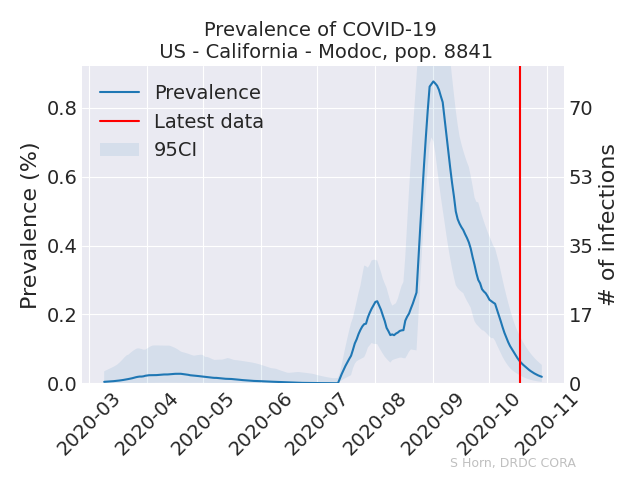 Prevalence of COVID-19
US - California - Modoc, pop. 8841
Prevalence
Latest data
95CI
Prevalence (%)
0.8
0.6
0.4
0.2
0.0
70
53
35
17
0
# of infections
2020-03
2020-04
2020-05
2020-06
2020-07
2020-08
2020-09
2020-10
2020-11
S Horn, DRDC CORA